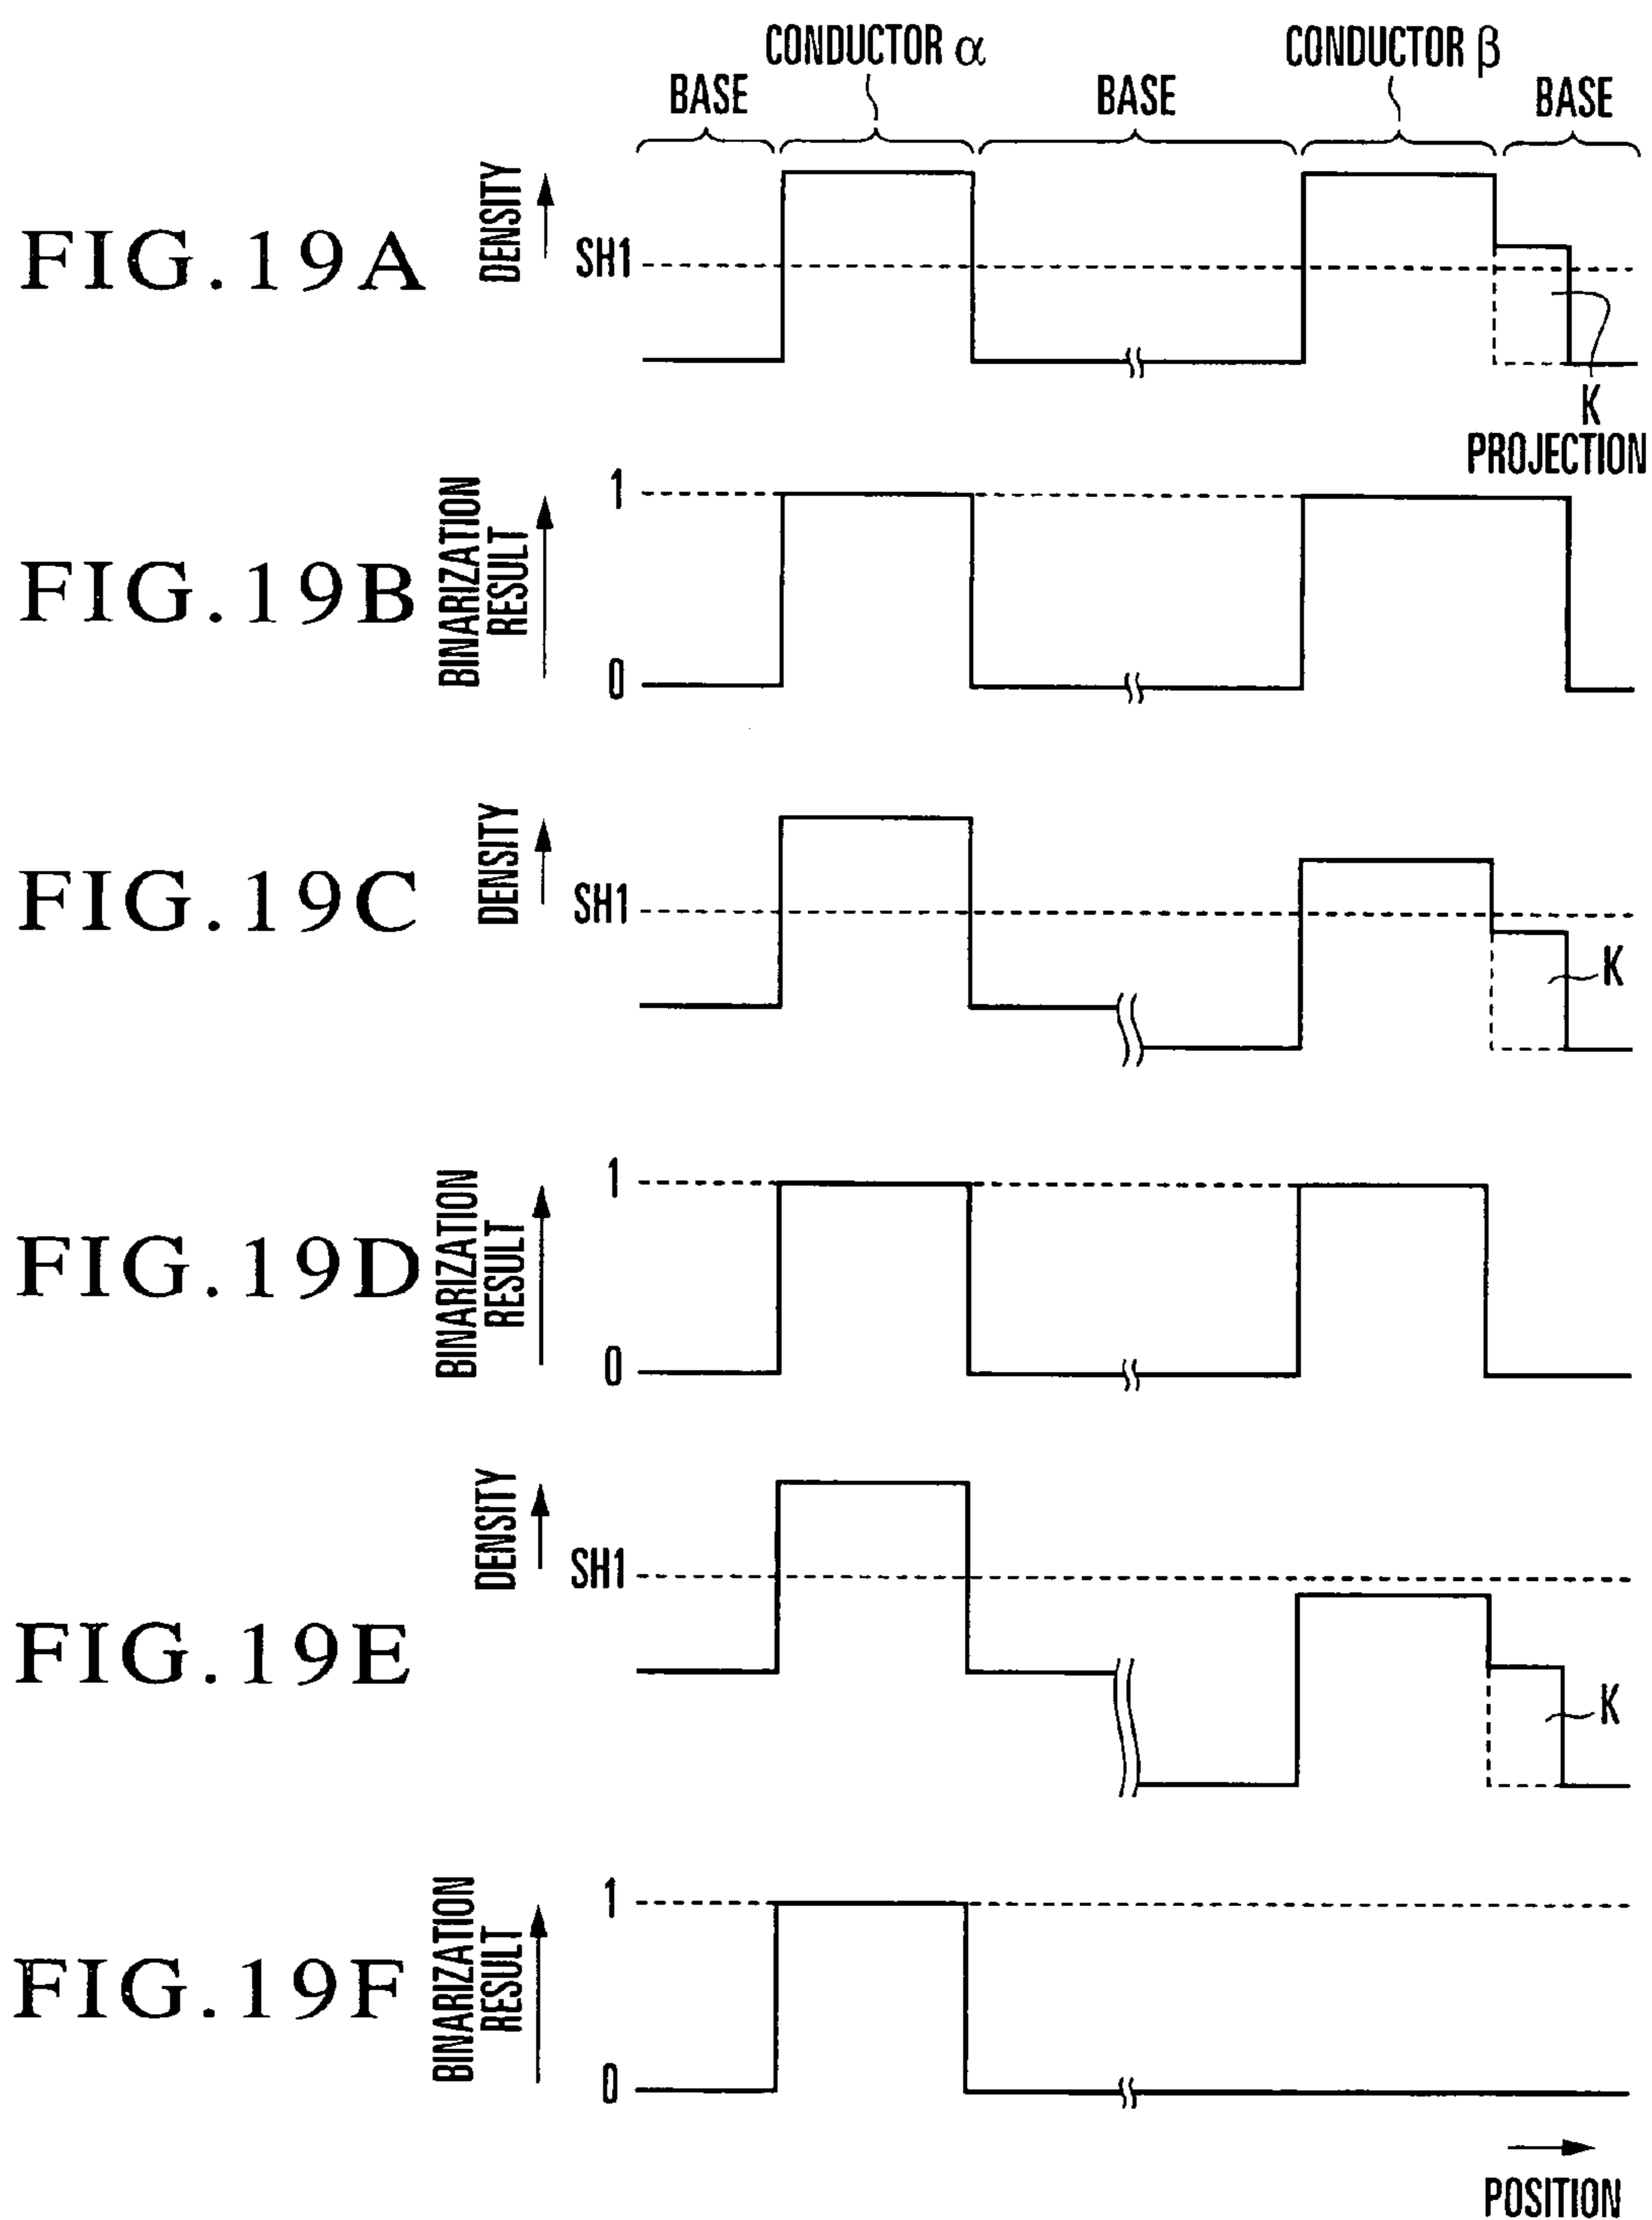 CONDUCTOR α
CONDUCTOR β
BASE
BASE
BASE
FIG.19A
DENSITY
SH1
K
PROJECTION
FIG.19B
BINARIZATION
RESULT
1
0
FIG.19C
DENSITY
SH1
K
FIG.19D
BINARIZATION
RESULT
1
0
FIG.19E
DENSITY
SH1
K
FIG.19F
BINARIZATION
RESULT
1
0
POSITION